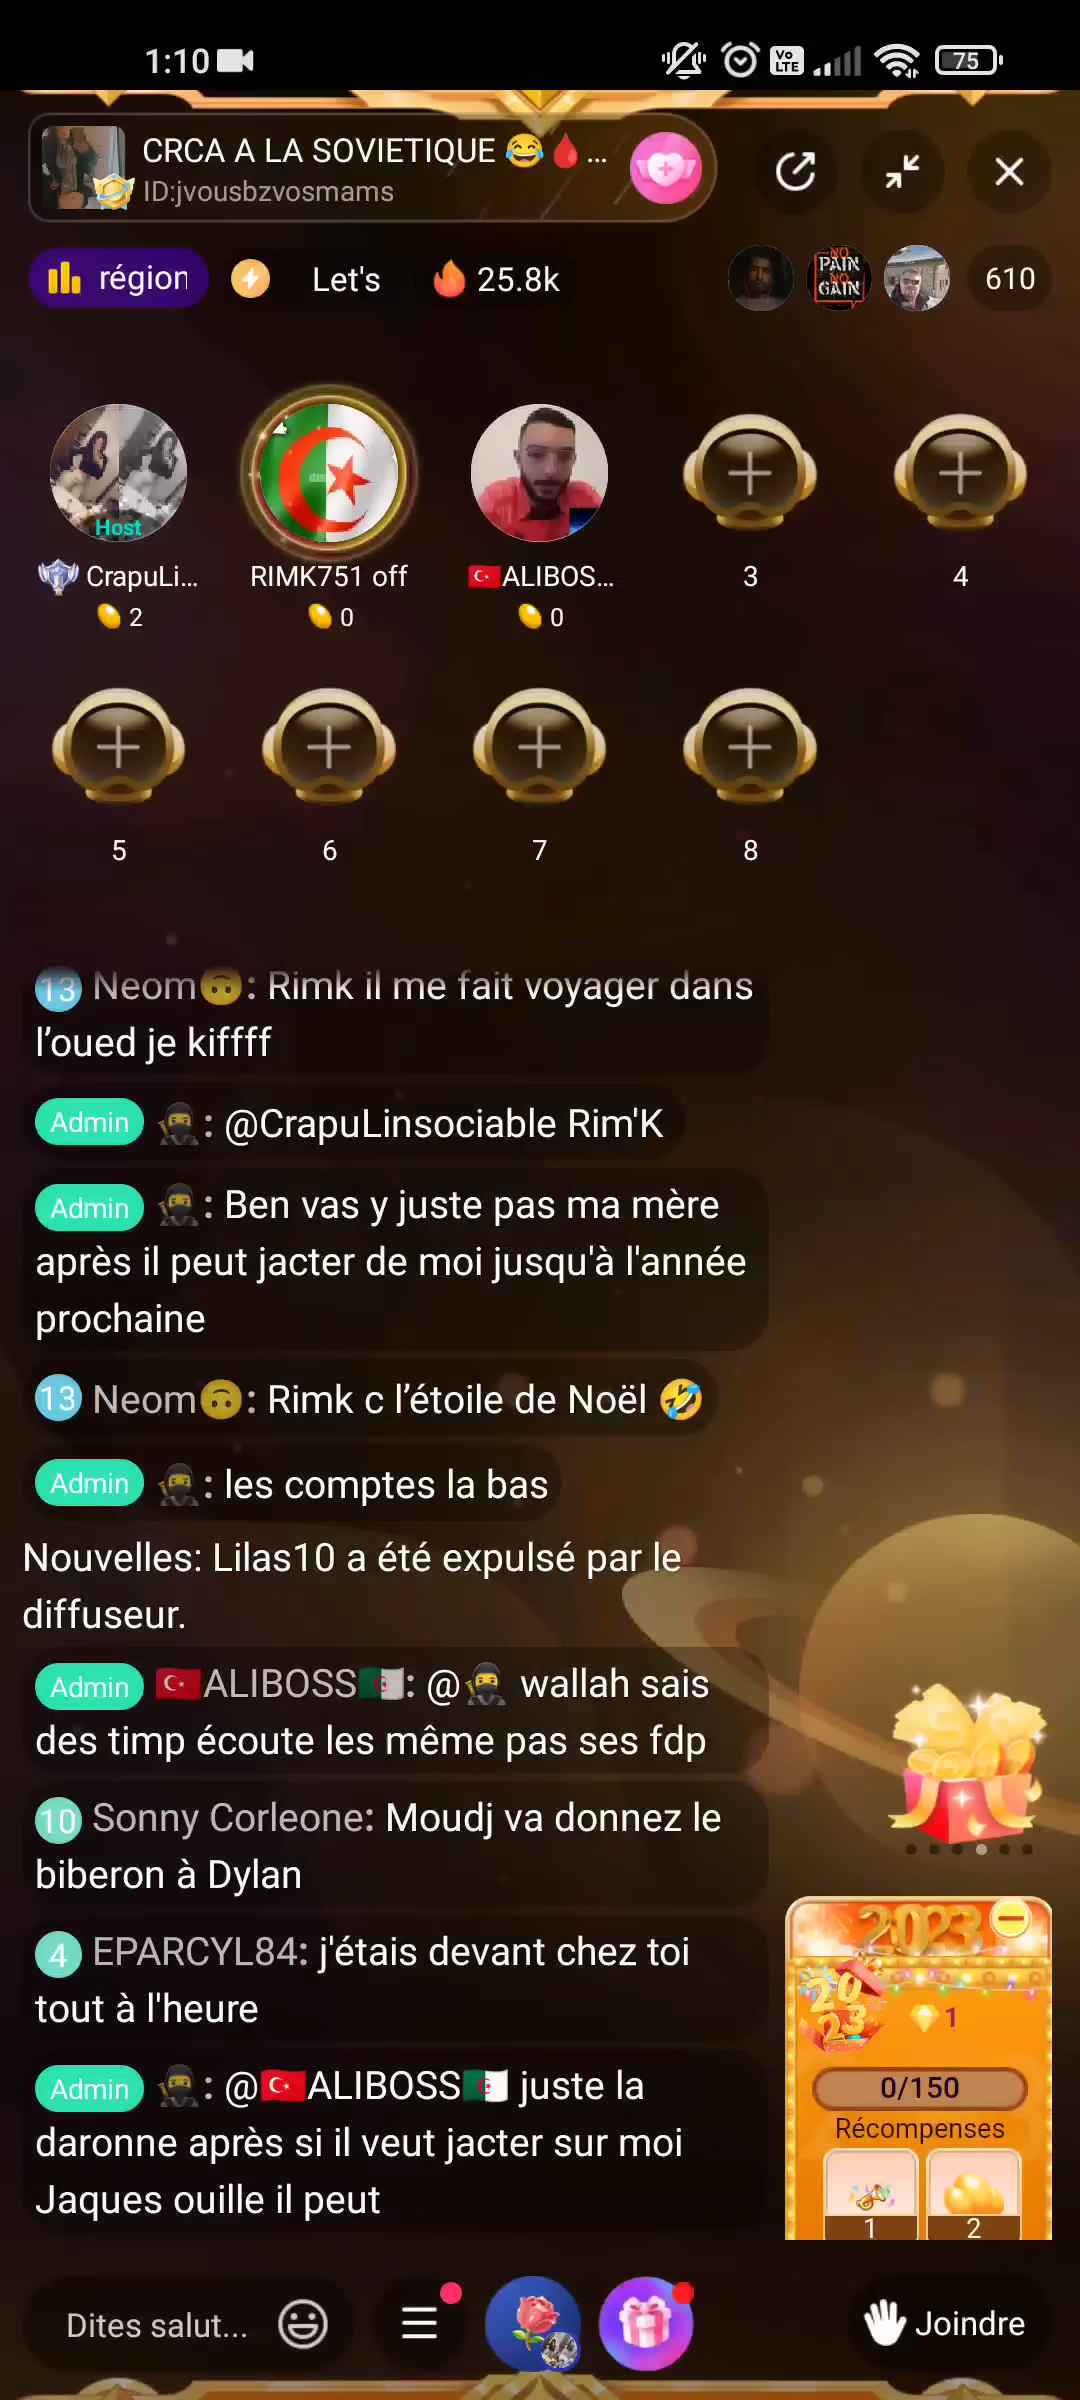 1:10
Vo LTE
75
CRCA A LA SOVIETIQUE 😂🩸...
ID:jvousbzvosmams
région
Let's
25.8k
NO PAIN NO GAIN
610
Host
CrapuLi...
RIMK751 off
🇹🇷ALIBOS...
3
4
2
0
0
5
6
7
8
13 Neom🙃: Rimk il me fait voyager dans
l’oued je kiffff
Admin 🥷: @CrapuLinsociable Rim'K
Admin 🥷: Ben vas y juste pas ma mère
après il peut jacter de moi jusqu'à l'année
prochaine
13 Neom🙃: Rimk c l’étoile de Noël 🤣
Admin 🥷: les comptes la bas
Nouvelles: Lilas10 a été expulsé par le
diffuseur.
Admin 🇹🇷ALIBOSS🇩🇿: @🥷 wallah sais
des timp écoute les même pas ses fdp
10 Sonny Corleone: Moudj va donnez le
biberon à Dylan
4 EPARCYL84: j'étais devant chez toi
tout à l'heure
Admin 🥷: @🇹🇷ALIBOSS🇩🇿 juste la
daronne après si il veut jacter sur moi
Jaques ouille il peut
2023
2023
1
0/150
Récompenses
1
2
Dites salut...
Joindre